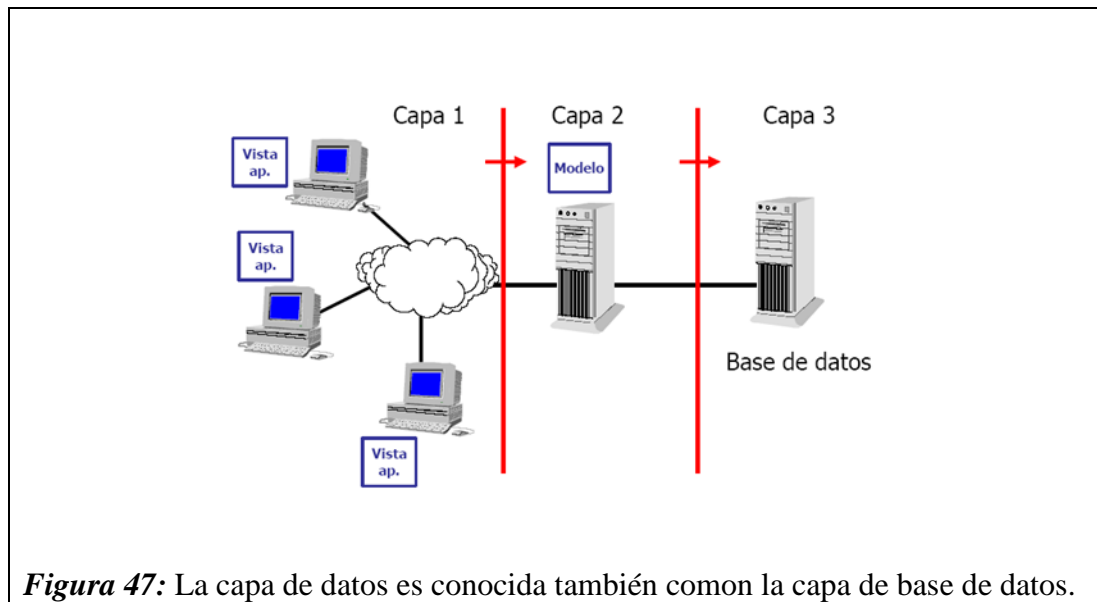 Capa 1
Capa 2
Capa 3
Vista
ap.
Modelo
Vista
ap.
Base de datos
Vista
ap.
Figura 47: La capa de datos es conocida también comon la capa de base de datos.